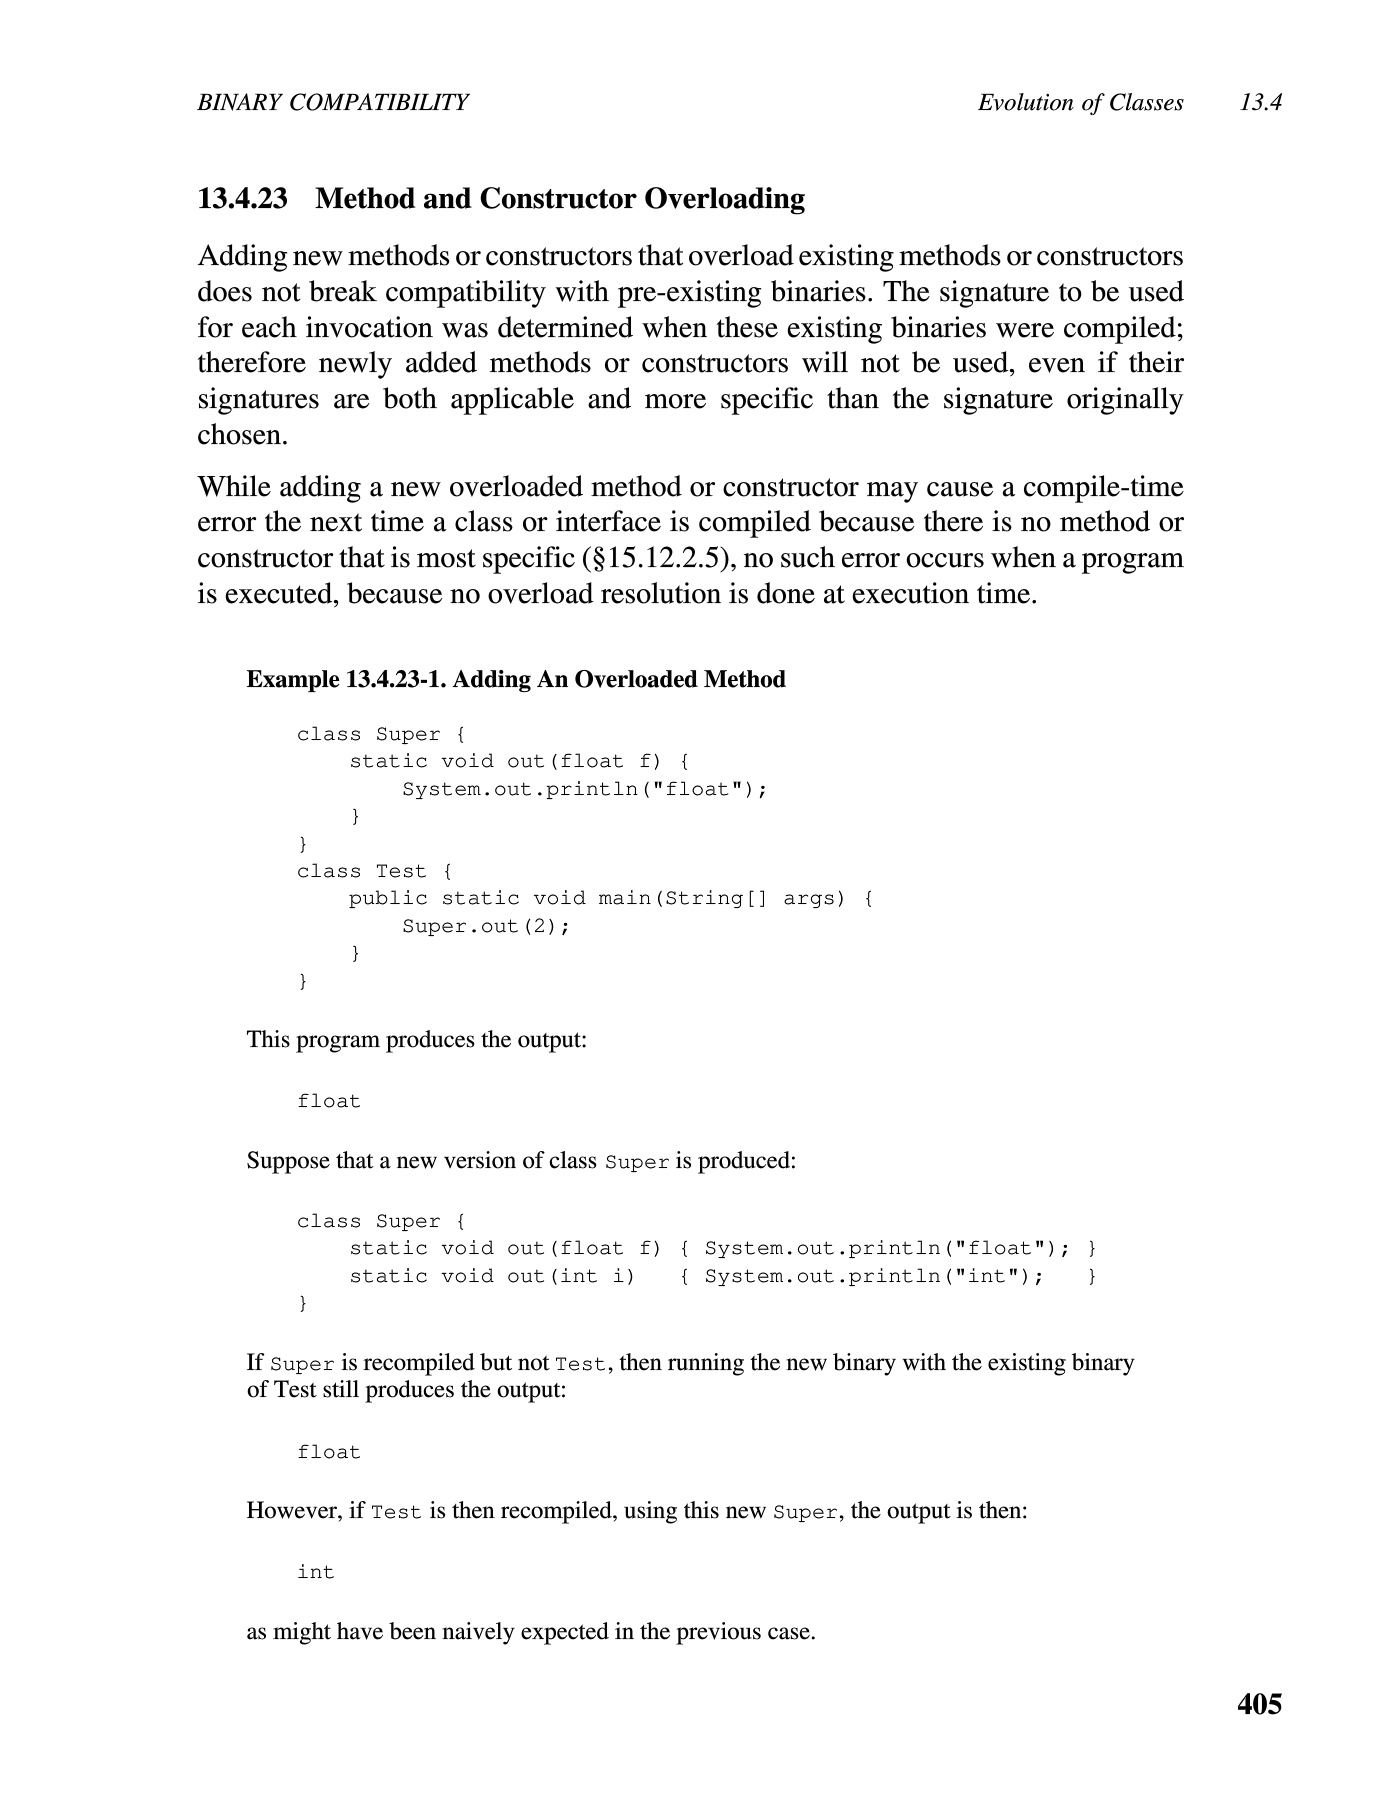 BINARY COMPATIBILITY Evolution of Classes 13.4
13.4.23 Method and Constructor Overloading
Adding new methods or constructors that overload existing methods or constructors
does not break compatibility with pre-existing binaries. The signature to be used
for each invocation was determined when these existing binaries were compiled;
therefore newly added methods or constructors will not be used, even if their
signatures are both applicable and more specific than the signature originally
chosen.
While adding a new overloaded method or constructor may cause a compile-time
error the next time a class or interface is compiled because there is no method or
constructor that is most specific (§15.12.2.5), no such error occurs when a program
is executed, because no overload resolution is done at execution time.
Example 13.4.23-1. Adding An Overloaded Method
class Super {
    static void out(float f) {
        System.out.println("float");
    }
}
class Test {
    public static void main(String[] args) {
        Super.out(2);
    }
}
This program produces the output:
float
Suppose that a new version of class Super is produced:
class Super {
    static void out(float f) { System.out.println("float"); }
    static void out(int i)   { System.out.println("int");   }
}
If Super is recompiled but not Test, then running the new binary with the existing binary
of Test still produces the output:
float
However, if Test is then recompiled, using this new Super, the output is then:
int
as might have been naively expected in the previous case.
405